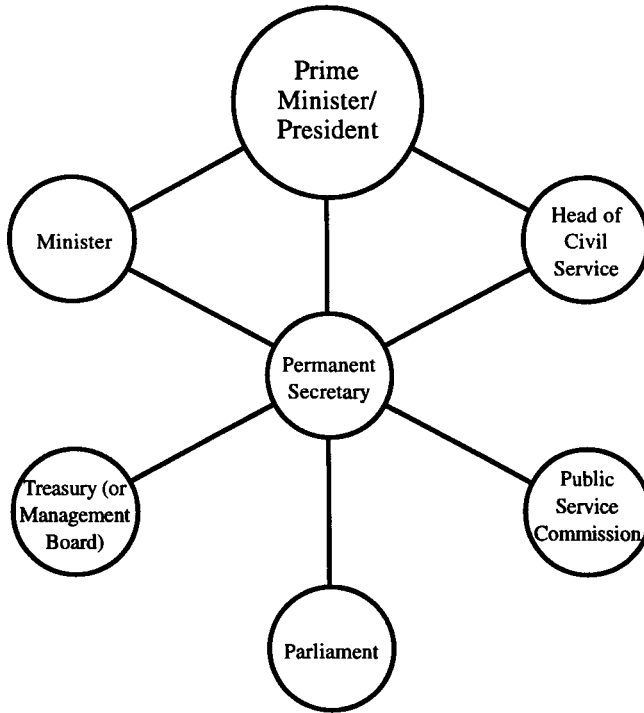 Prime
Minister/
President
Minister
Head of
Civil
Service
Permanent
Secretary
Treasury (or
Management
Board)
Public
Service
Commission
Parliament